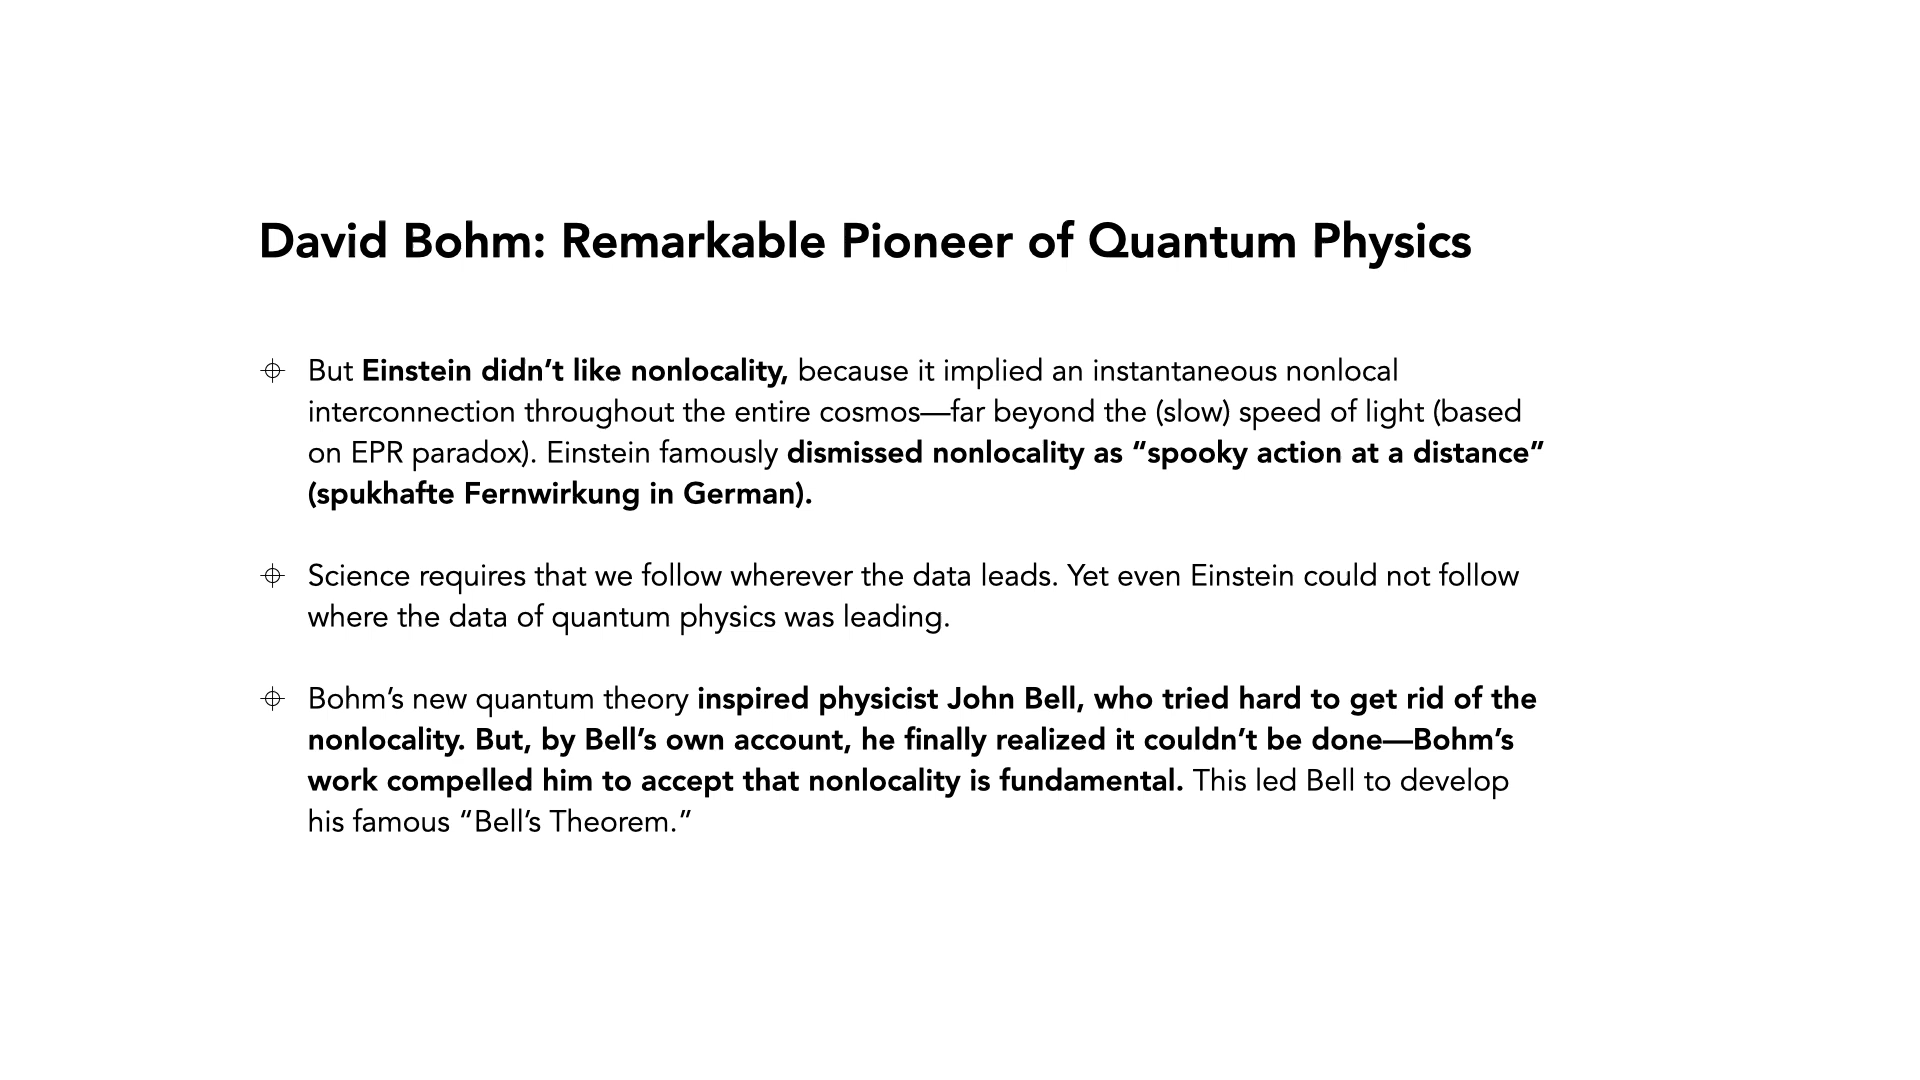 David Bohm: Remarkable Pioneer of Quantum Physics
But Einstein didn’t like nonlocality, because it implied an instantaneous nonlocal
interconnection throughout the entire cosmos—far beyond the (slow) speed of light (based
on EPR paradox). Einstein famously dismissed nonlocality as “spooky action at a distance”
(spukhafte Fernwirkung in German).
Science requires that we follow wherever the data leads. Yet even Einstein could not follow
where the data of quantum physics was leading.
Bohm’s new quantum theory inspired physicist John Bell, who tried hard to get rid of the
nonlocality. But, by Bell’s own account, he finally realized it couldn’t be done—Bohm’s
work compelled him to accept that nonlocality is fundamental. This led Bell to develop
his famous “Bell’s Theorem.”